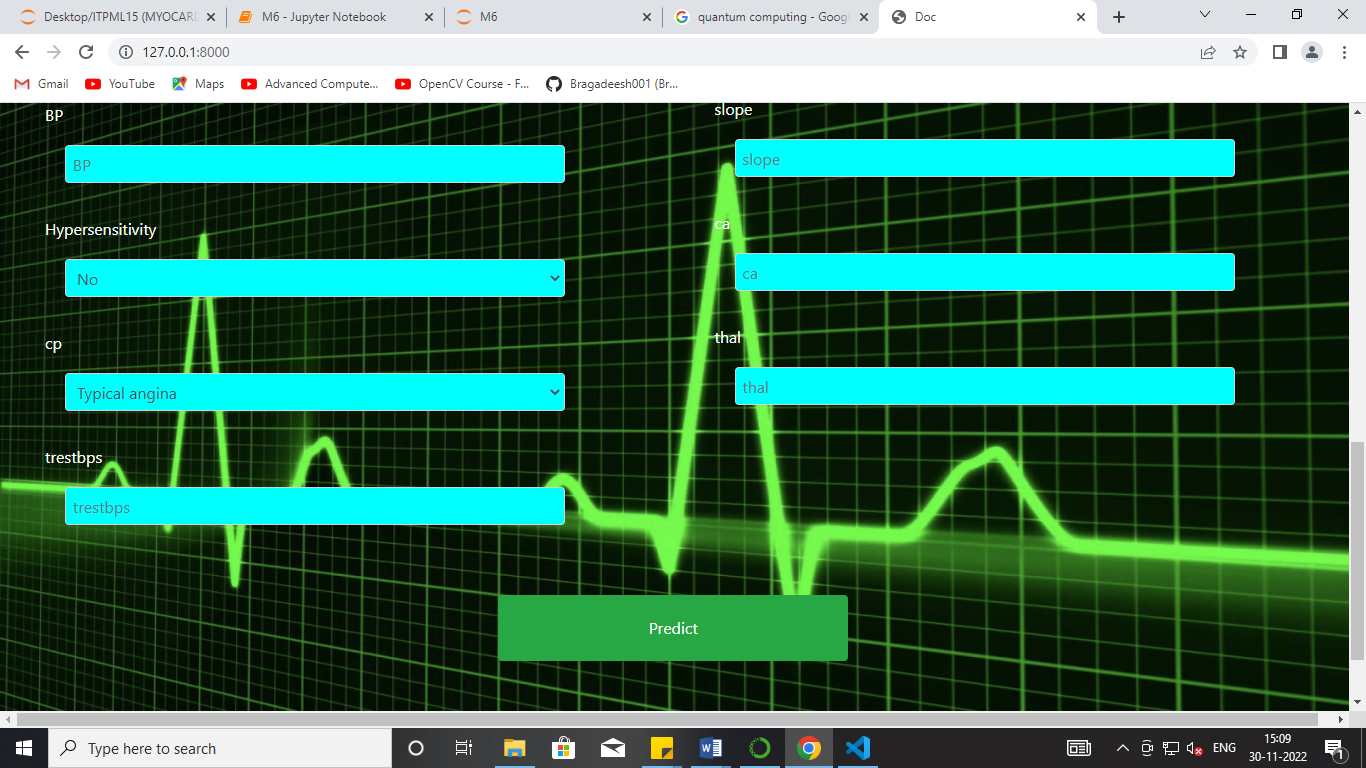 Desktop/ITPML15 (MYOCARD
M6 - Jupyter Notebook
M6
quantum computing - Googl
Doc
127.0.0.1:8000
Gmail
YouTube
Maps
Advanced Compute...
OpenCV Course - F...
Bragadeesh001 (Br...
BP
BP
Hypersensitivity
No
cp
Typical angina
trestbps
trestbps
slope
slope
ca
ca
thal
thal
Predict
Type here to search
ENG
15:09
30-11-2022
1